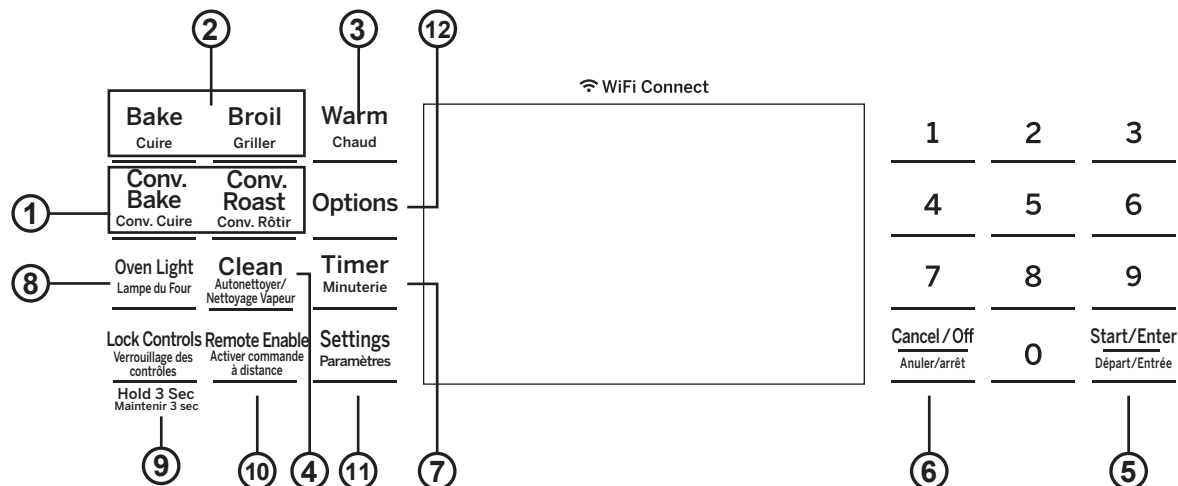 2
3
12
WiFi Connect
Bake
Cuire
Broil
Griller
Warm
Chaud
1
2
3
1
Conv.
Bake
Conv. Cuire
Conv.
Roast
Conv. Rôtir
Options
4
5
6
8
Oven Light
Lampe du Four
Clean
Autonettoyer/
Nettoyage Vapeur
Timer
Minuterie
7
8
9
Lock Controls
Verrouillage des
contrôles
Hold 3 Sec
Maintenir 3 sec
Remote Enable
Activer commande
à distance
Settings
Paramètres
Cancel / Off
Anuler/arrêt
0
Start/Enter
Départ/Entrée
9
10
4
11
7
6
5